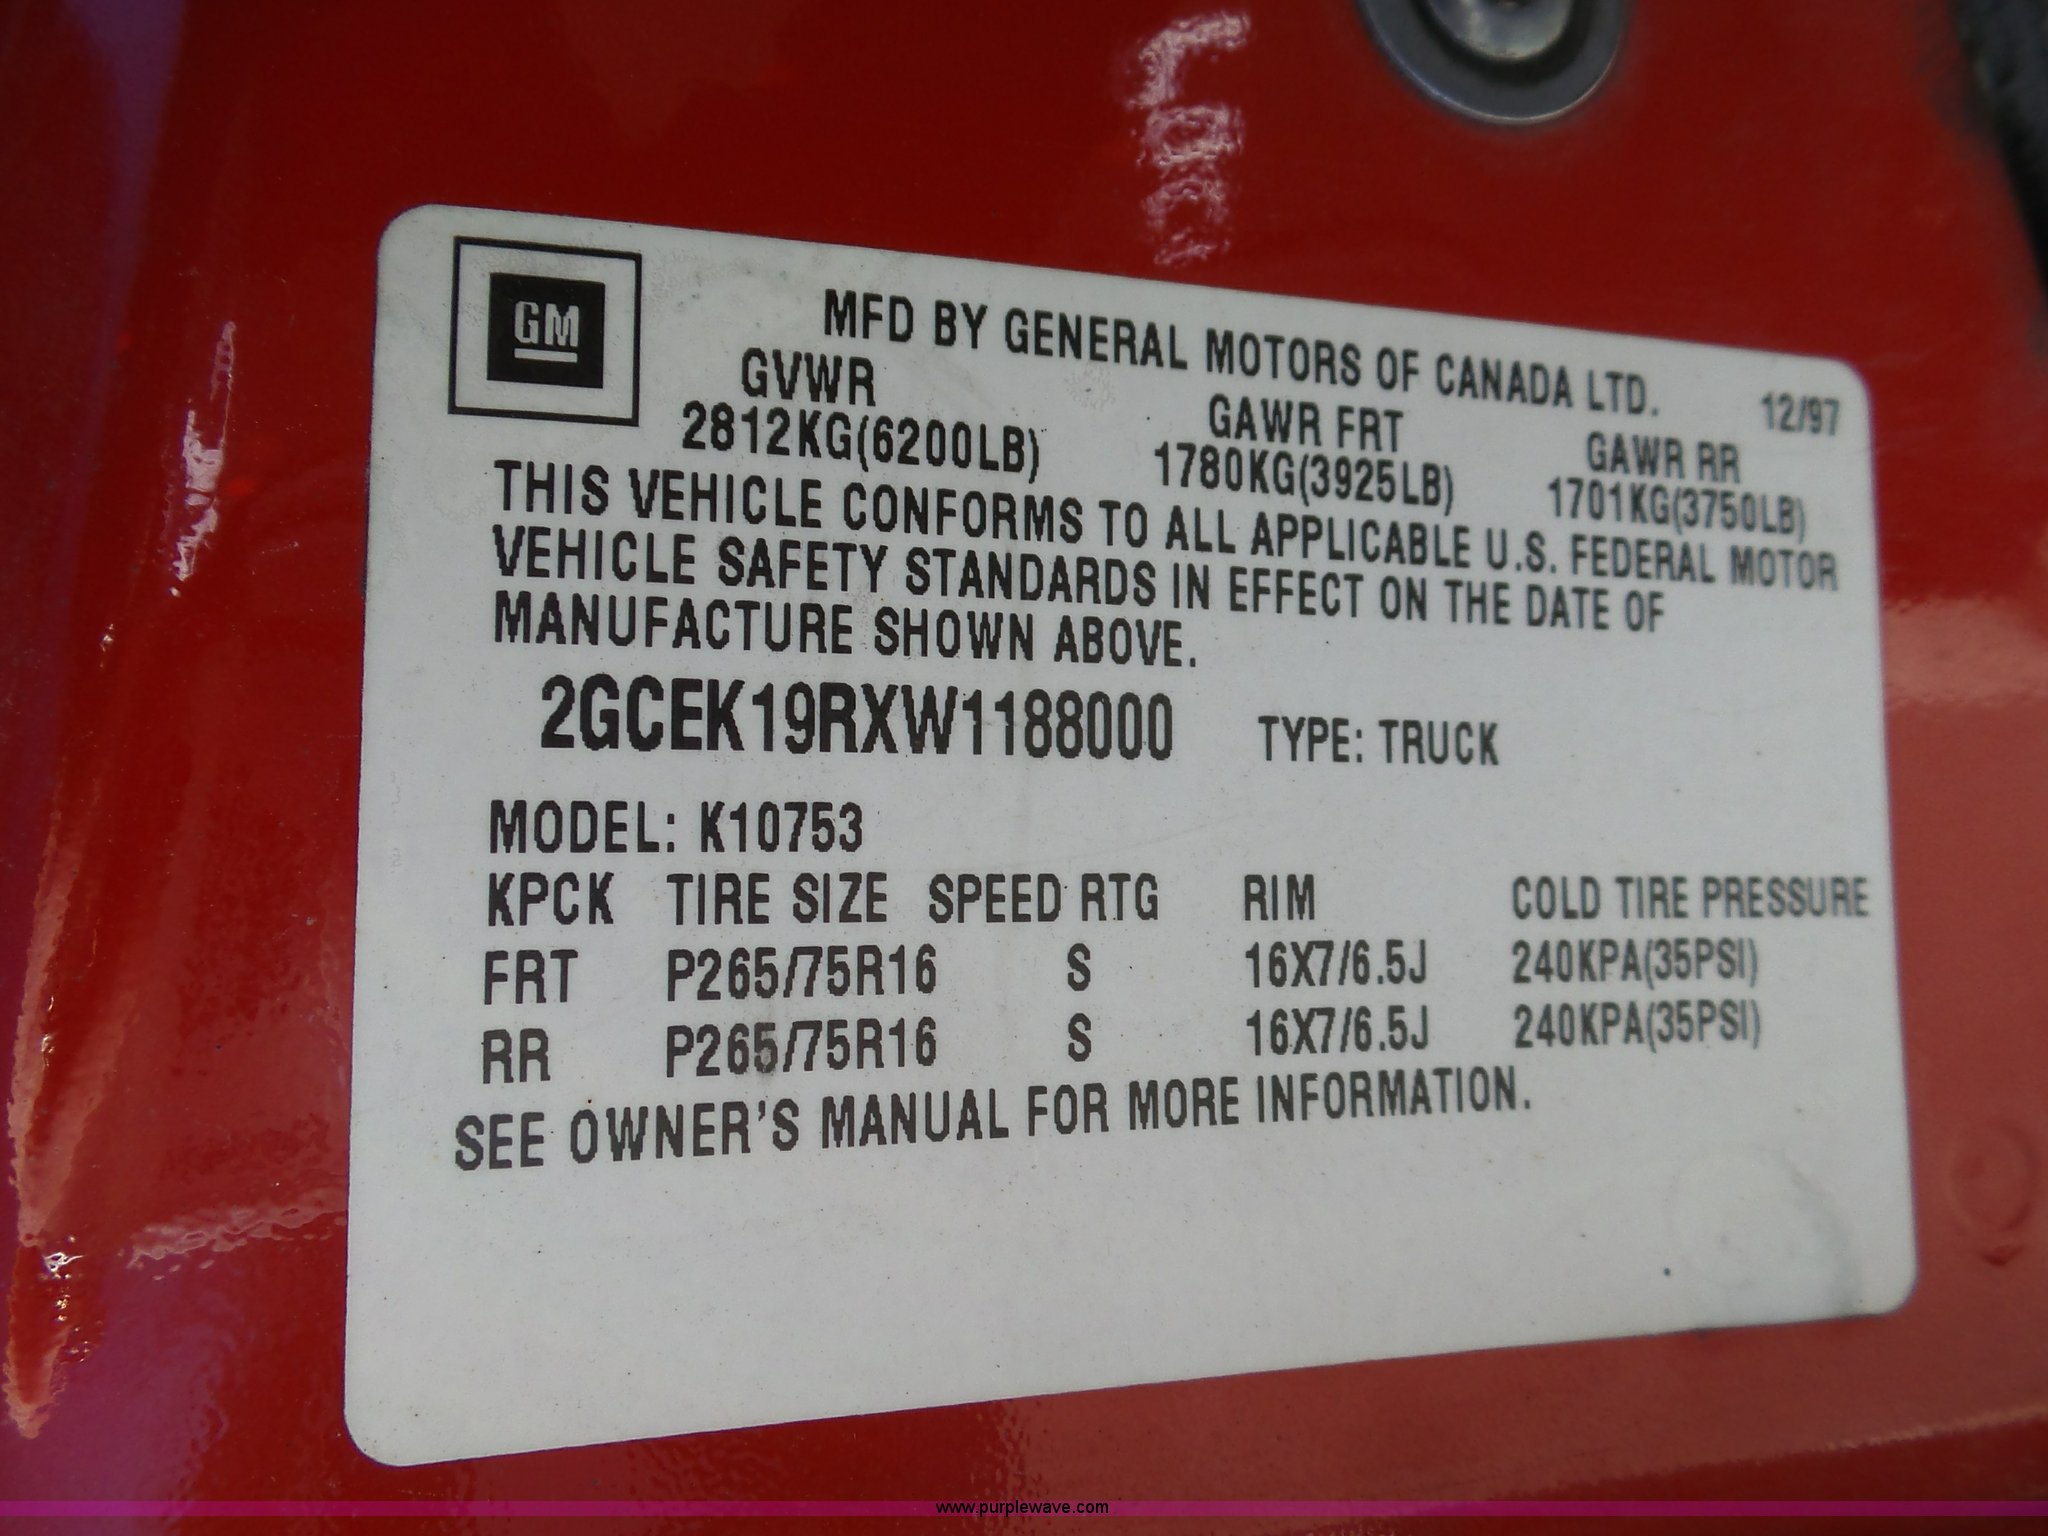 GM
MFD BY GENERAL MOTORS OF CANADA LTD.
12/97
GVWR GAWR FRT GAWR RR
2812KG(6200LB) 1780KG(3925LB) 1701KG(3750LB)
THIS VEHICLE CONFORMS TO ALL APPLICABLE U.S. FEDERAL MOTOR
VEHICLE SAFETY STANDARDS IN EFFECT ON THE DATE OF
MANUFACTURE SHOWN ABOVE.
2GCEK19RXW1188000 TYPE: TRUCK
MODEL: K10753
KPCK TIRE SIZE SPEED RTG RIM COLD TIRE PRESSURE
FRT P265/75R16 S 16X7/6.5J 240KPA(35PSI)
RR P265/75R16 S 16X7/6.5J 240KPA(35PSI)
SEE OWNER'S MANUAL FOR MORE INFORMATION.
www.purplewave.com